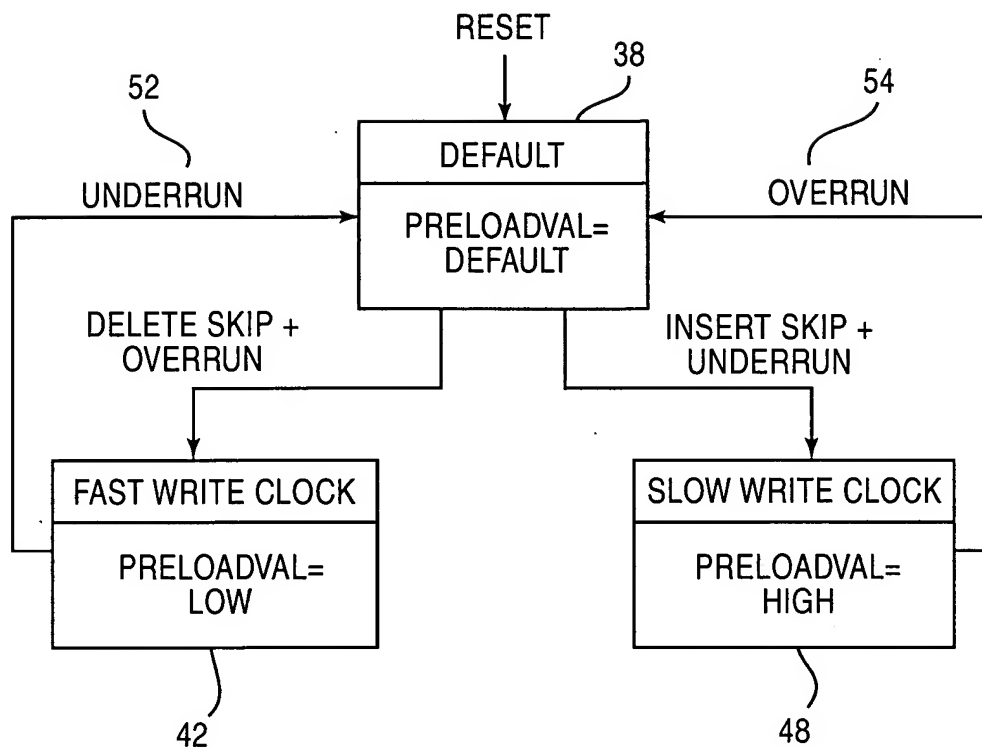 RESET
38
52
54
DEFAULT
UNDERRUN
OVERRUN
PRELOADVAL=
DEFAULT
DELETE SKIP +
OVERRUN
INSERT SKIP +
UNDERRUN
FAST WRITE CLOCK
SLOW WRITE CLOCK
PRELOADVAL=
LOW
PRELOADVAL=
HIGH
42
48